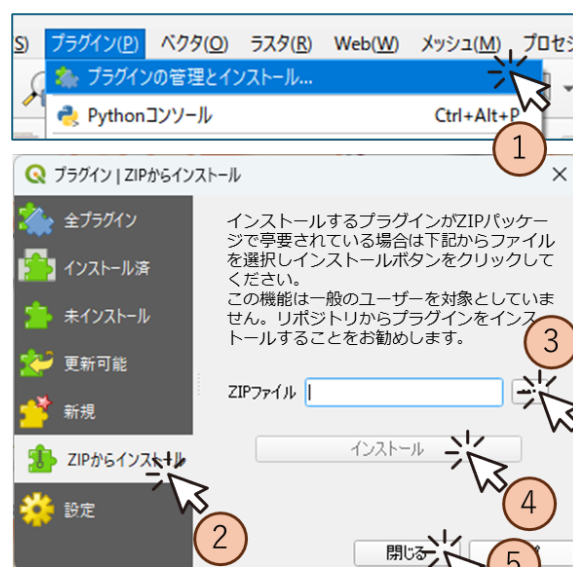 S) プラグイン(P) ベクタ(O) ラスタ(R) Web(W) メッシュ(M) プロセシ
プラグインの管理とインストール...
Pythonコンソール Ctrl+Alt+P
1
プラグイン | ZIPからインストール
全プラグイン
インストール済
未インストール
更新可能
新規
ZIPからインストール
設定
2
インストールするプラグインがZIPパッケー
ジで亭要されている場合は下記からファイル
を選択しインストールボタンをクリックして
ください。
この機能は一般のユーザーを対象としていま
せん。リポジトリからプラグインをインス
トールすることをお勧めします。
3
ZIPファイル
インストール
4
閉じる
5